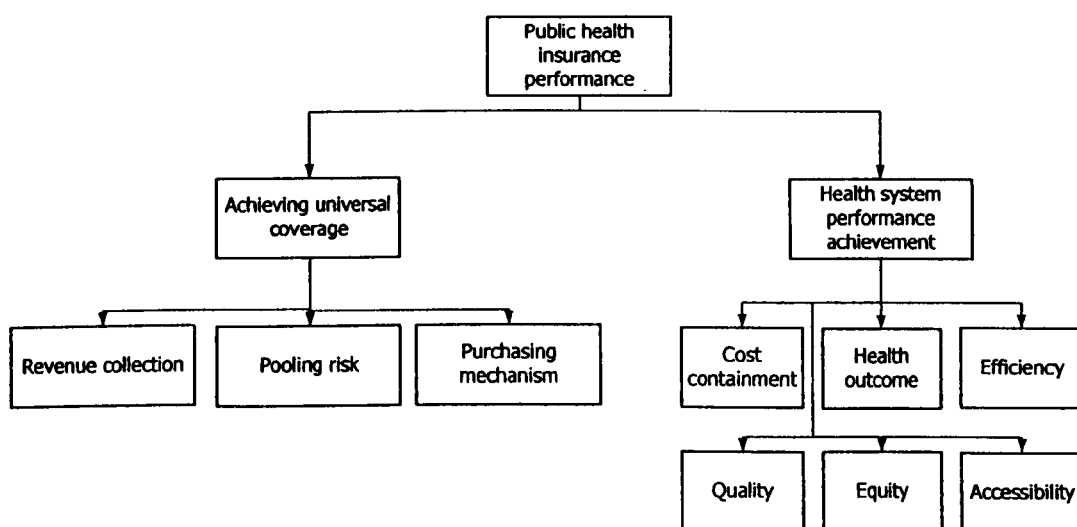 Public health
insurance
performance
Achieving universal
coverage
Health system
performance
achievement
Revenue collection
Pooling risk
Purchasing
mechanism
Cost
containment
Health
outcome
Efficiency
Quality
Equity
Accessibility